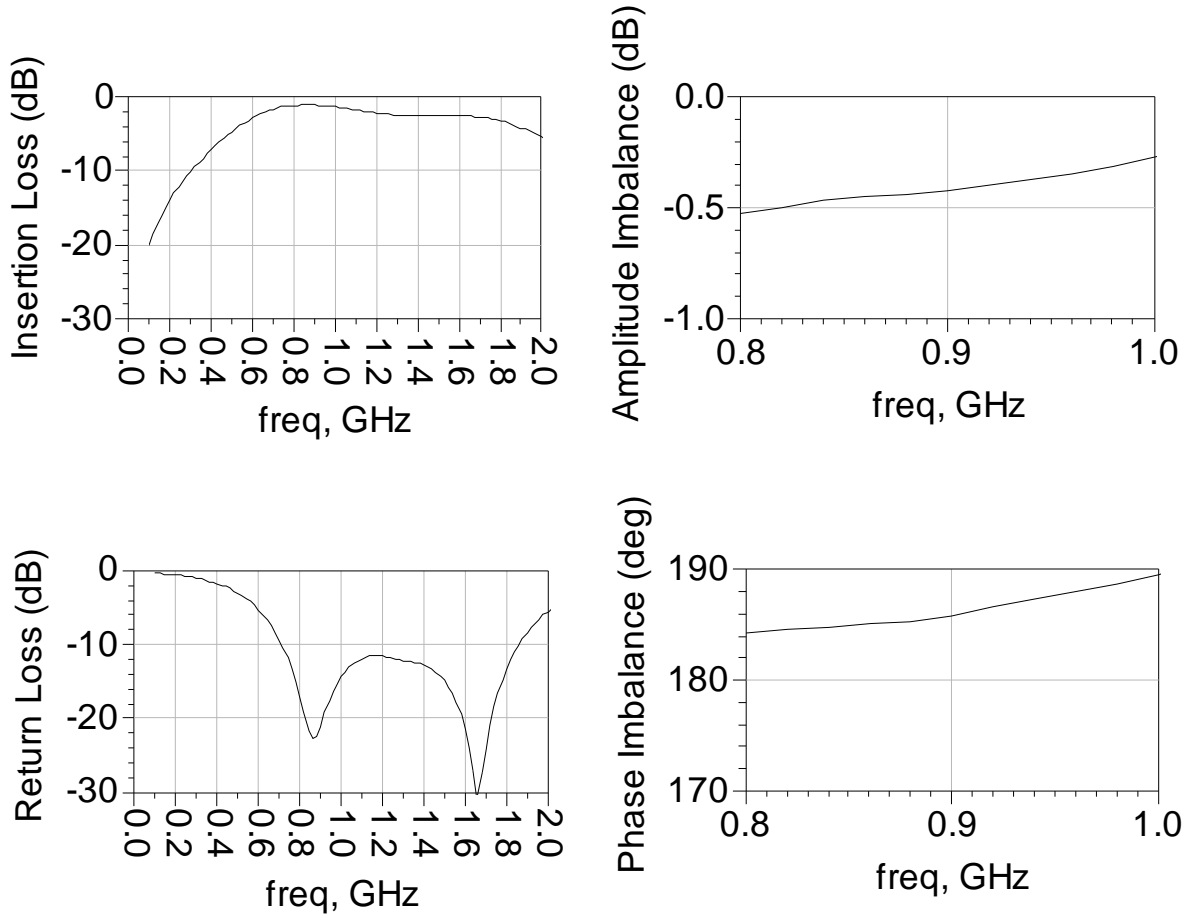 Insertion Loss (dB)
0
-10
-20
-30
0.0 0.2 0.4 0.6 0.8 1.0 1.2 1.4 1.6 1.8 2.0
freq, GHz
Amplitude Imbalance (dB)
0.0
-0.5
-1.0
0.8 0.9 1.0
freq, GHz
Return Loss (dB)
0
-10
-20
-30
0.0 0.2 0.4 0.6 0.8 1.0 1.2 1.4 1.6 1.8 2.0
freq, GHz
Phase Imbalance (deg)
190
180
170
0.8 0.9 1.0
freq, GHz